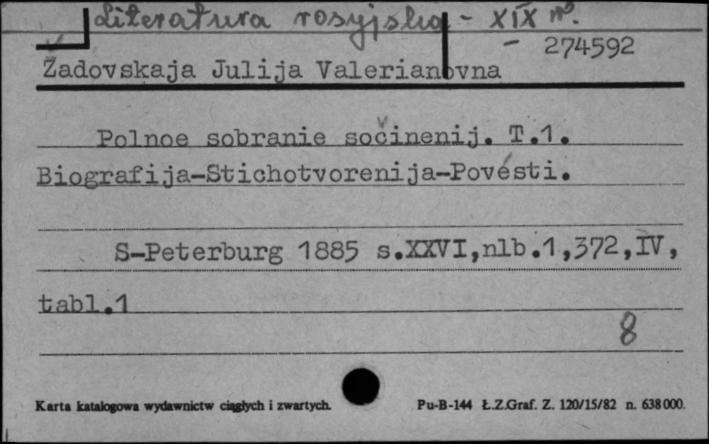 Literatura rosyjska - XIX w.
- 274592
Žadovskaja Julija Valerianovna
Polnoe sobranie sočinenij. T.1.
Biografija-Stichotvorenija-Povésti.
S-Peterburg 1885 s.XXVI,nlb.1,372,IV,
tabl.1
8
Karta katalogowa wydawnictw ciągłych i zwartych. Pu-B-144 Ł.Z.Graf. Z. 120/15/82 n. 638000.